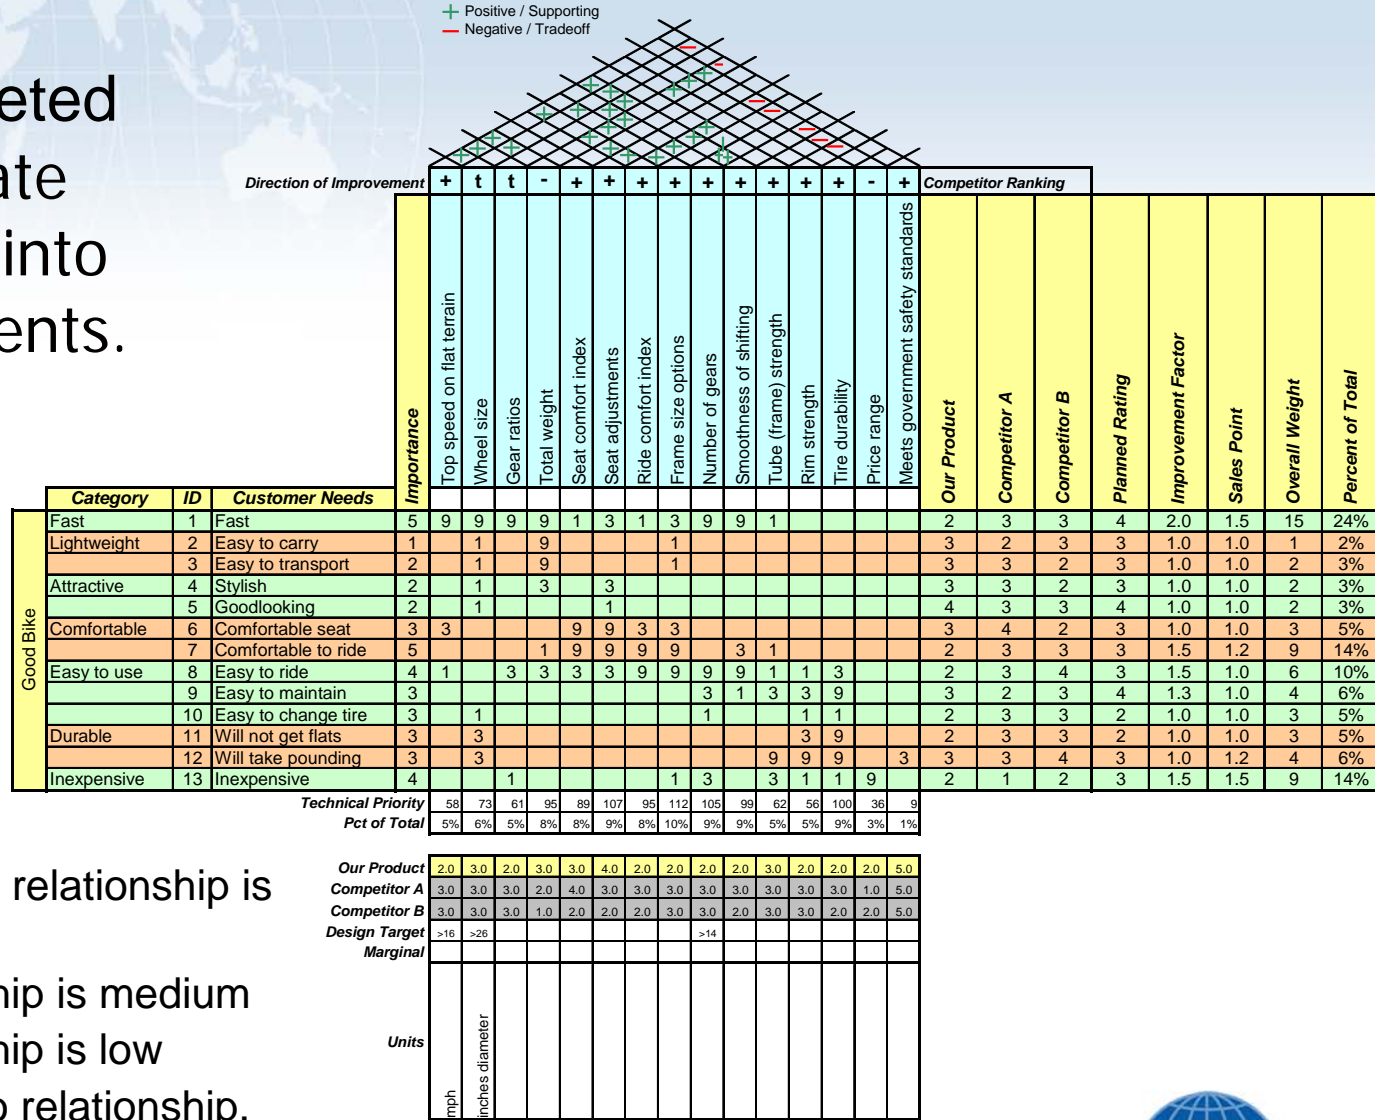 + Positive / Supporting
— Negative / Tradeoff
eted
ate
into
ents.
Direction of Improvement + t t - + + + + + + + + + - + Competitor Ranking
Importance
Top speed on flat terrain
Wheel size
Gear ratios
Total weight
Seat comfort index
Seat adjustments
Ride comfort index
Frame size options
Number of gears
Smoothness of shifting
Tube (frame) strength
Rim strength
Tire durability
Price range
Meets government safety standards
Our Product
Competitor A
Competitor B
Planned Rating
Improvement Factor
Sales Point
Overall Weight
Percent of Total
Category ID Customer Needs
Good Bike
Fast 1 Fast 5 9 9 9 9 1 3 1 3 9 9 1 2 3 3 4 2.0 1.5 15 24%
Lightweight 2 Easy to carry 1 1 9 1 3 2 3 3 1.0 1.0 1 2%
3 Easy to transport 2 1 9 1 3 3 2 3 1.0 1.0 2 3%
Attractive 4 Stylish 2 1 3 3 3 3 2 3 1.0 1.0 2 3%
5 Goodlooking 2 1 1 4 3 3 4 1.0 1.0 2 3%
Comfortable 6 Comfortable seat 3 3 9 9 3 3 3 4 2 3 1.0 1.0 3 5%
7 Comfortable to ride 5 1 9 9 9 9 3 1 2 3 3 3 1.5 1.2 9 14%
Easy to use 8 Easy to ride 4 1 3 3 3 3 9 9 9 9 1 1 3 2 3 4 3 1.5 1.0 6 10%
9 Easy to maintain 3 3 1 3 3 9 3 2 3 4 1.3 1.0 4 6%
10 Easy to change tire 3 1 1 1 1 2 3 3 2 1.0 1.0 3 5%
Durable 11 Will not get flats 3 3 3 9 2 3 3 2 1.0 1.0 3 5%
12 Will take pounding 3 3 9 9 9 3 3 3 4 3 1.0 1.2 4 6%
Inexpensive 13 Inexpensive 4 1 1 3 3 1 1 9 2 1 2 3 1.5 1.5 9 14%
Technical Priority 58 73 61 95 89 107 95 112 105 99 62 56 100 36 9
Pct of Total 5% 6% 5% 8% 8% 9% 8% 10% 9% 9% 5% 5% 9% 3% 1%
Our Product 2.0 3.0 2.0 3.0 3.0 4.0 2.0 2.0 2.0 2.0 3.0 2.0 2.0 2.0 5.0
Competitor A 3.0 3.0 3.0 2.0 4.0 3.0 3.0 3.0 3.0 3.0 3.0 3.0 3.0 1.0 5.0
Competitor B 3.0 3.0 3.0 1.0 2.0 2.0 2.0 3.0 3.0 2.0 3.0 3.0 2.0 2.0 5.0
Design Target >16 >26 >14
Marginal
Units mph inches diameter
relationship is
hip is medium
hip is low
o relationship.